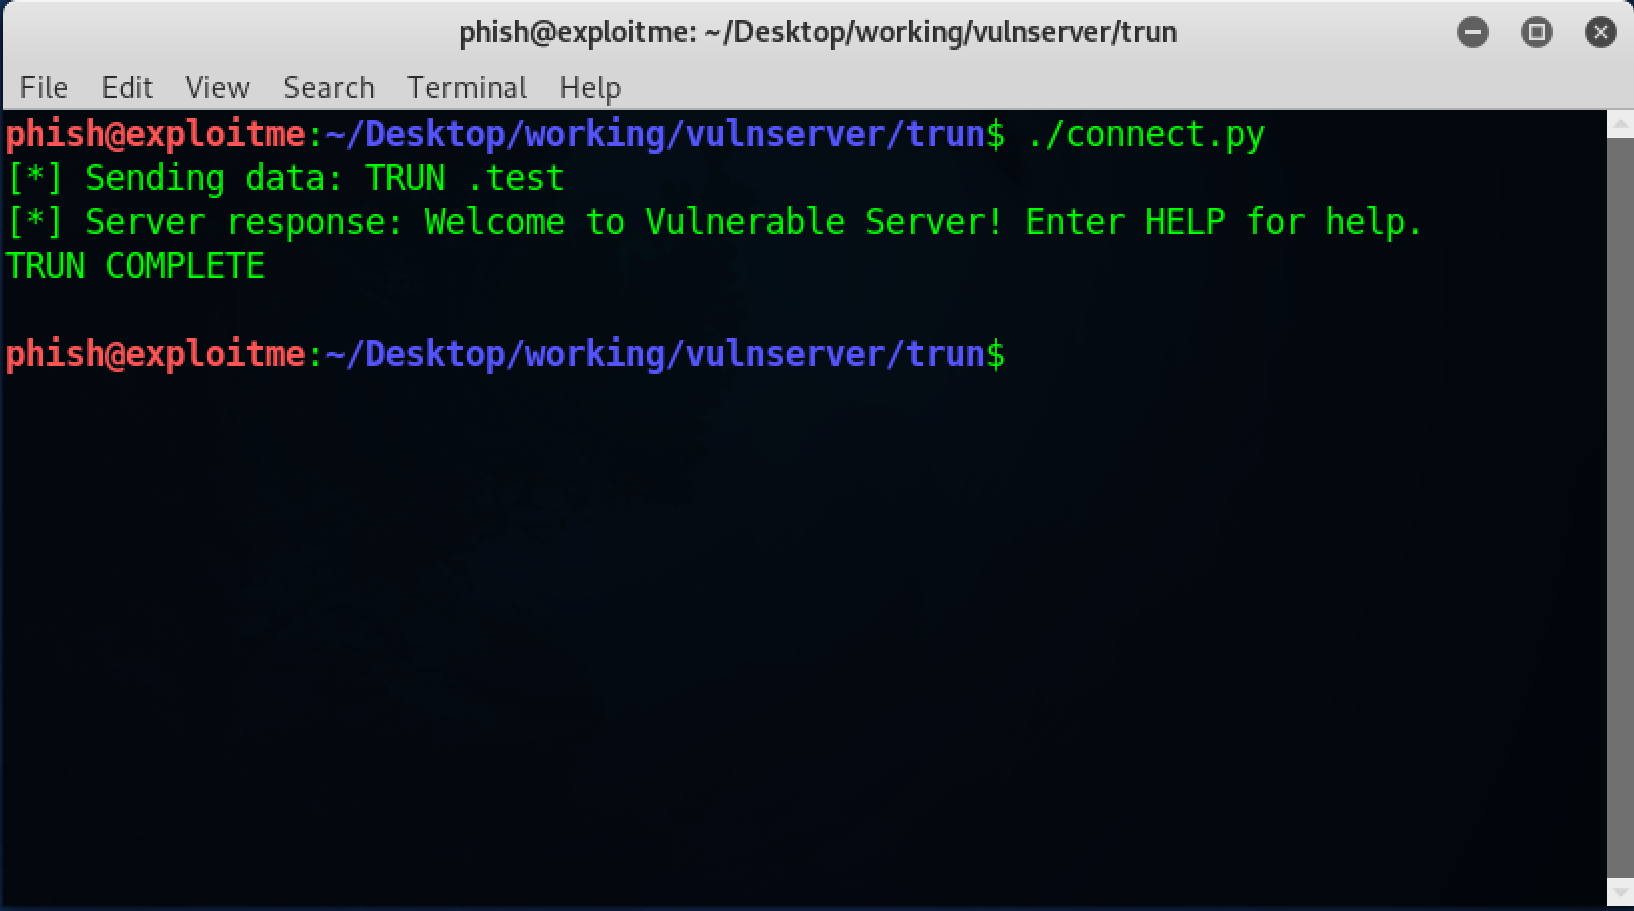 phish@exploitme: ~/Desktop/working/vulnserver/trun
File Edit View Search Terminal Help
phish@exploitme:~/Desktop/working/vulnserver/trun$ ./connect.py
[*] Sending data: TRUN .test
[*] Server response: Welcome to Vulnerable Server! Enter HELP for help.
TRUN COMPLETE
phish@exploitme:~/Desktop/working/vulnserver/trun$